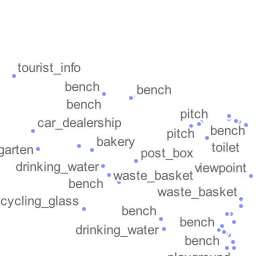 tourist_info
bench
bench
bench
car_dealership
pitch
pitch
bench
garten
bakery
toilet
post_box
drinking_water
viewpoint
waste_basket
bench
waste_basket
cycling_glass
bench
bench
drinking_water
bench
playground